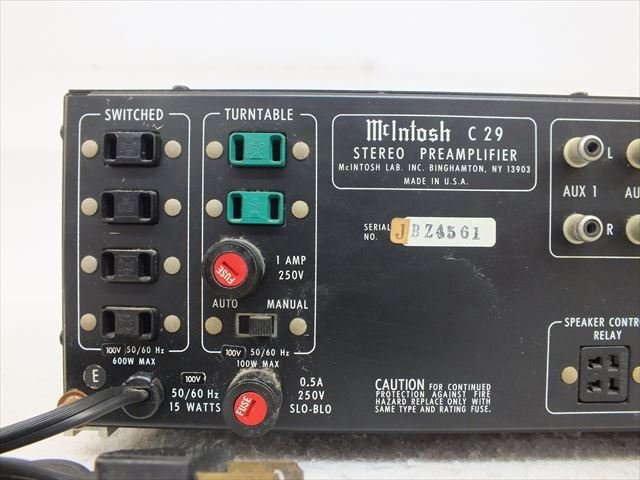 SWITCHED
100V 50/60 Hz
600W MAX
TURNTABLE
FUSE
1 AMP
250V
AUTO MANUAL
100V 50/60 Hz
100W MAX
McIntosh C 29
STEREO PREAMPLIFIER
McINTOSH LAB. INC. BINGHAMTON, NY 13903
MADE IN U.S.A.
SERIAL
NO.
JBZ4561
L
AUX 1
AU
R
SPEAKER CONTRO
RELAY
E
100V
50/60 Hz
15 WATTS
FUSE
0.5A
250V
SLO-BLO
CAUTION FOR CONTINUED
PROTECTION AGAINST FIRE
HAZARD REPLACE ONLY WITH
SAME TYPE AND RATING FUSE.